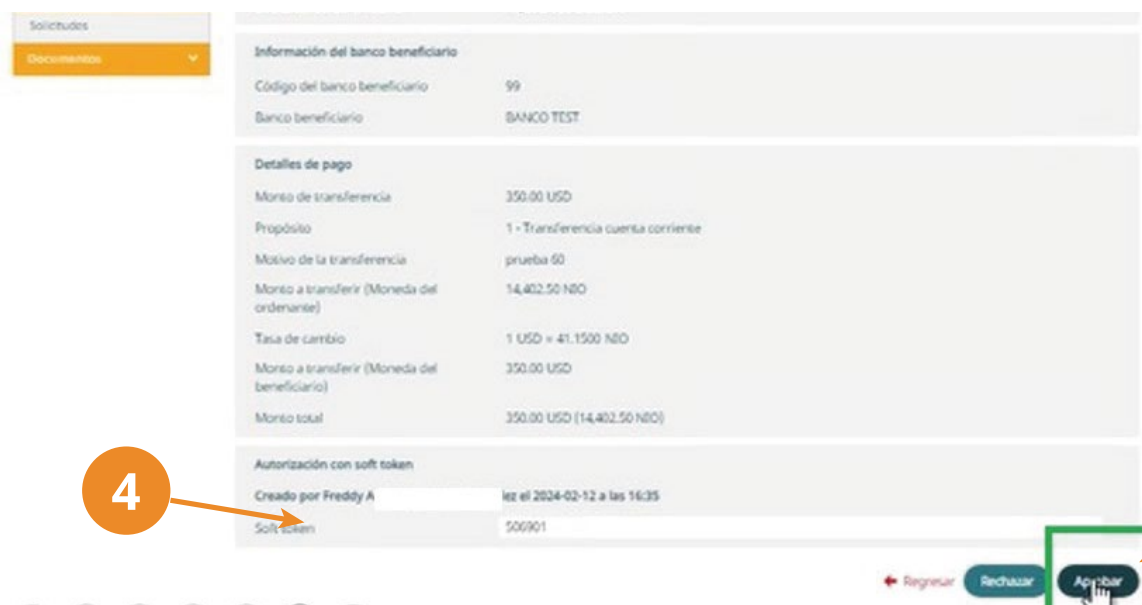 Solicitudes
Documentos
Información del banco beneficiario
Código del banco beneficiario 99
Banco beneficiario BANCO TEST
Detalles de pago
Monto de transferencia 350.00 USD
Propósito 1 - Transferencia cuenta corriente
Motivo de la transferencia prueba 60
Monto a transferir (Moneda del 14,402.50 NIO
ordenante)
Tasa de cambio 1 USD = 41.1500 NIO
Monto a transferir (Moneda del 350.00 USD
beneficiario)
Monto total 350.00 USD (14,402.50 NIO)
Autorización con soft token
Creado por Freddy A lez el 2024-02-12 a las 16:35
4
Soft token 506901
Regresar Rechazar Aprobar